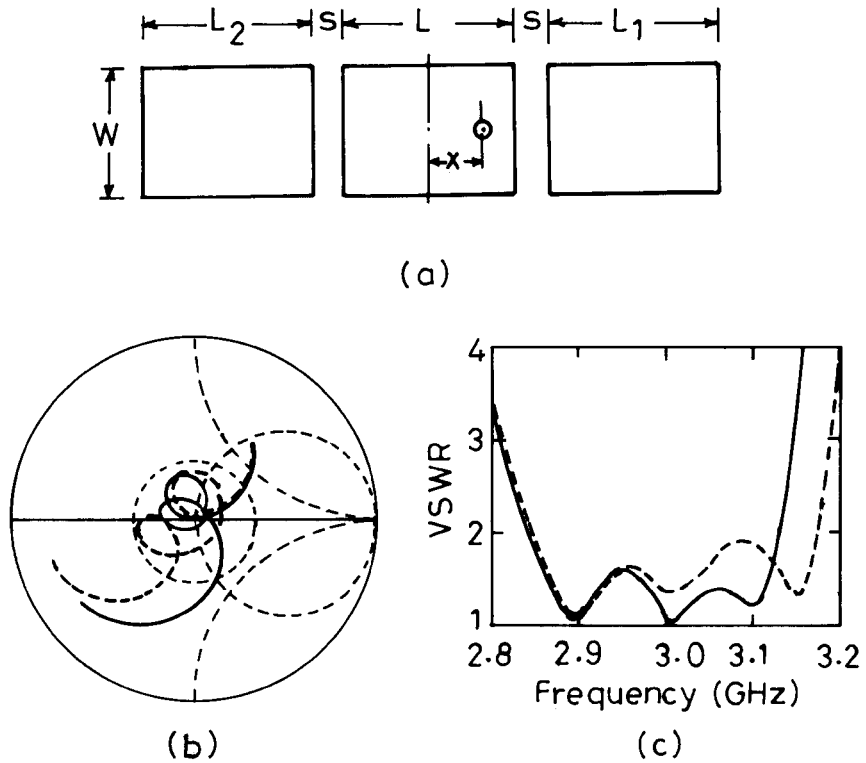 L2 S L S L1
W
x
(a)
4
3
2
1
VSWR
2.8 2.9 3.0 3.1 3.2
Frequency (GHz)
(b) (c)